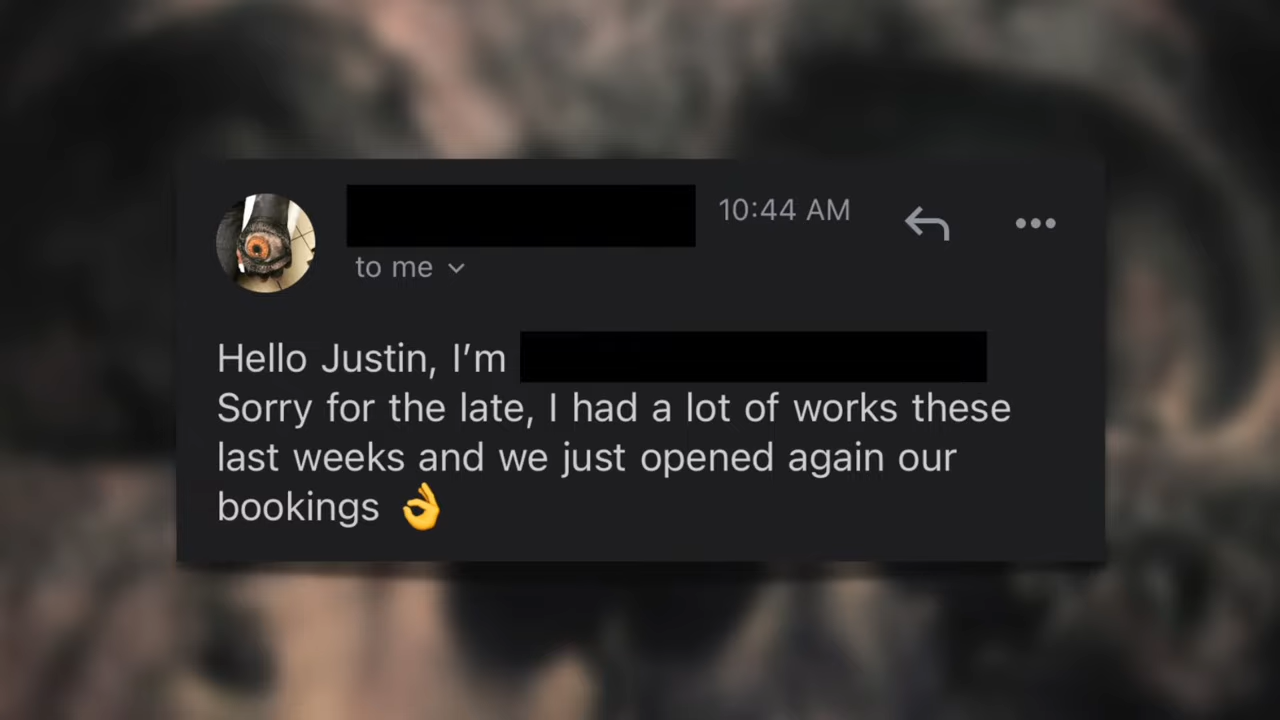 10:44 AM
to me
Hello Justin, I’m
Sorry for the late, I had a lot of works these
last weeks and we just opened again our
bookings 👌